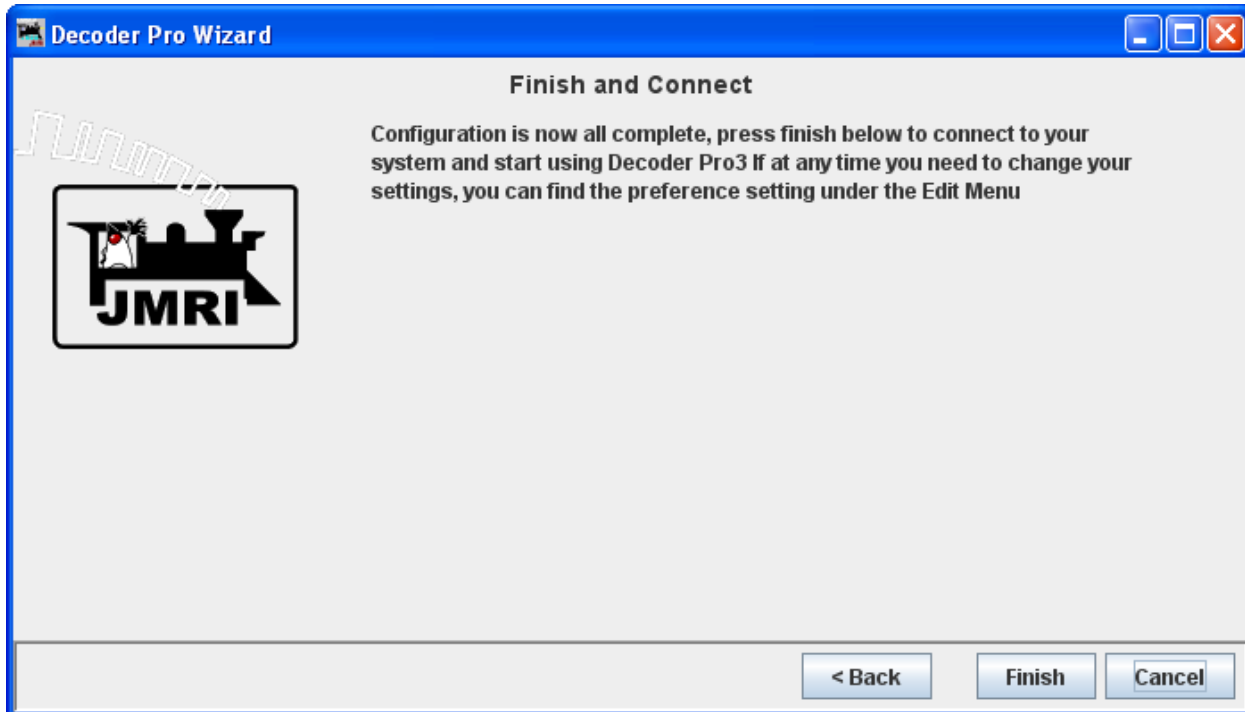 Decoder Pro Wizard
Finish and Connect
Configuration is now all complete, press finish below to connect to your
system and start using Decoder Pro3 If at any time you need to change your
settings, you can find the preference setting under the Edit Menu
JMRI
< Back
Finish
Cancel